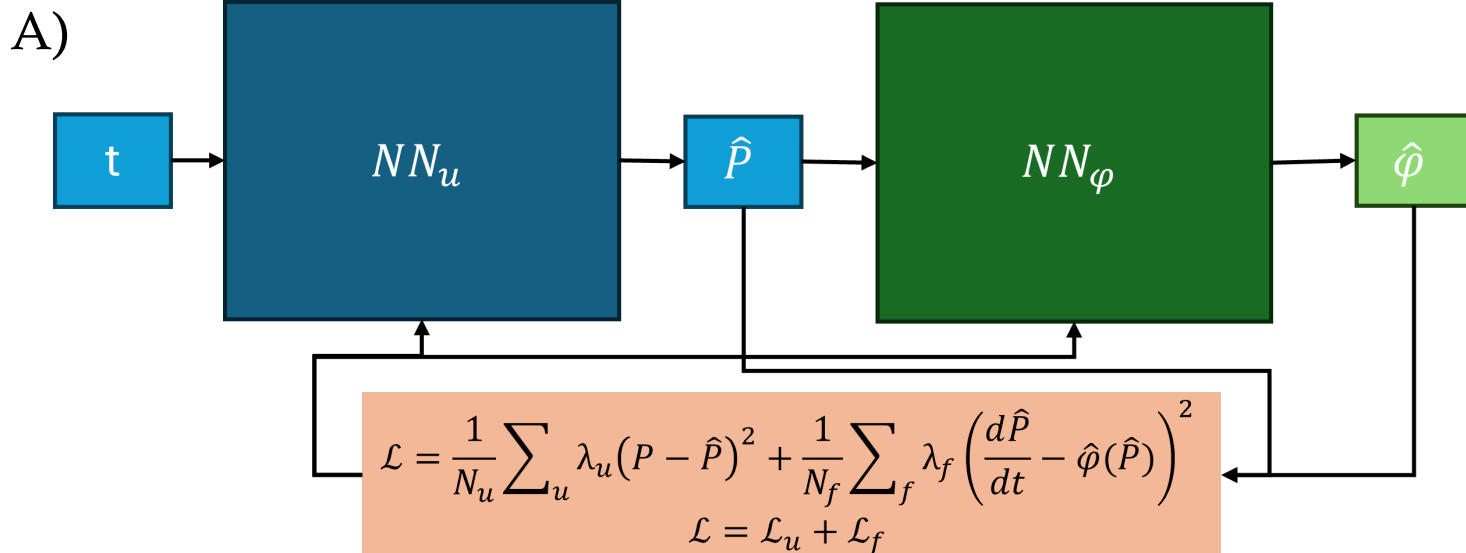 A)
t
NN_u
P̂
NN_φ
φ̂
ℒ = 1/N_u ∑_u λ_u(P − P̂)² + 1/N_f ∑_f λ_f (dP̂/dt − φ̂(P̂))²
ℒ = ℒ_u + ℒ_f